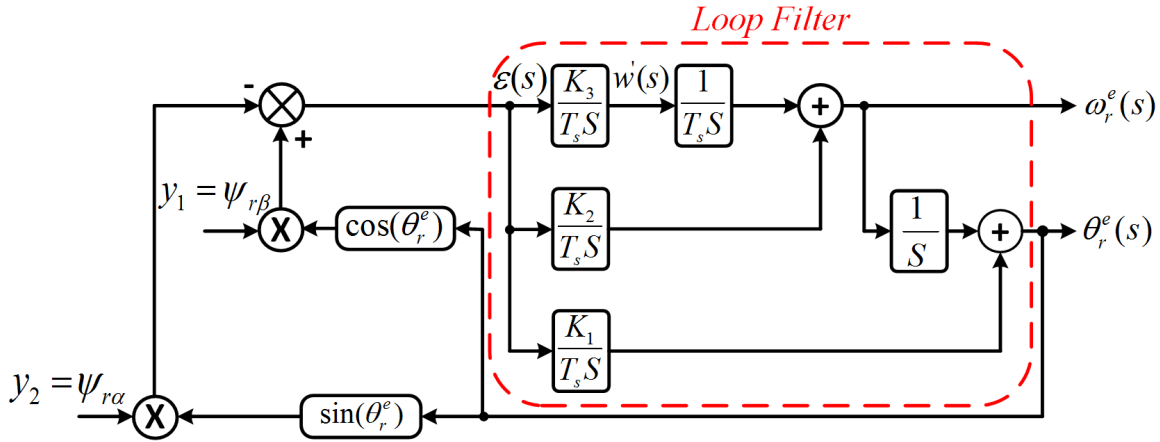 Loop Filter
- ε(s) K₃/TₛS w'(s) 1/TₛS + ωᵣᵉ(s)
+
y₁ = ψᵣβ X cos(θᵣᵉ) K₂/TₛS 1/S + θᵣᵉ(s)
K₁/TₛS
y₂ = ψᵣα X sin(θᵣᵉ)